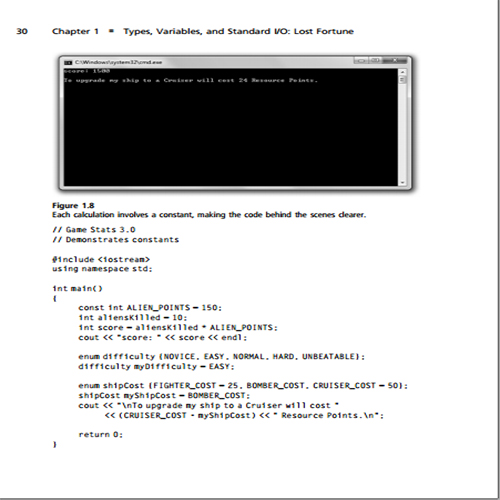 30 Chapter 1 ■ Types, Variables, and Standard I/O: Lost Fortune
C:\Windows\system32\cmd.exe
score: 1500
To upgrade my ship to a Cruiser will cost 24 Resource Points.
Figure 1.8
Each calculation involves a constant, making the code behind the scenes clearer.
// Game Stats 3.0
// Demonstrates constants
#include <iostream>
using namespace std;
int main()
{
const int ALIEN_POINTS = 150;
int aliensKilled = 10;
int score = aliensKilled * ALIEN_POINTS;
cout << "score: " << score << endl;
enum difficulty {NOVICE, EASY, NORMAL, HARD, UNBEATABLE};
difficulty myDifficulty = EASY;
enum shipCost {FIGHTER_COST = 25, BOMBER_COST, CRUISER_COST = 50};
shipCost myShipCost = BOMBER_COST;
cout << "\nTo upgrade my ship to a Cruiser will cost "
<< (CRUISER_COST - myShipCost) << " Resource Points.\n";
return 0;
}